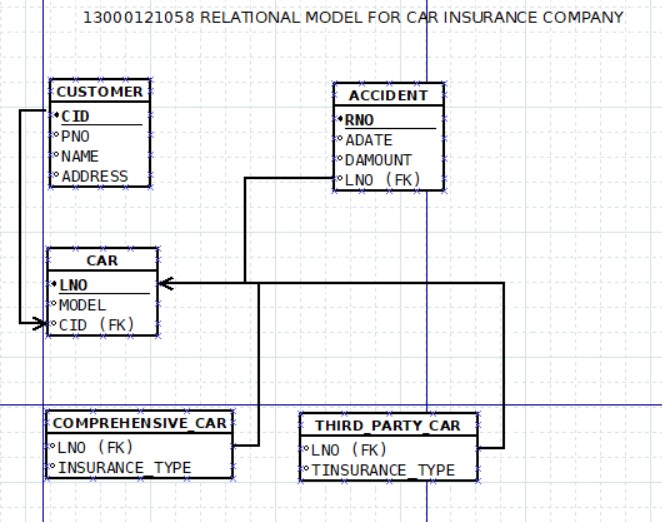 13000121058 RELATIONAL MODEL FOR CAR INSURANCE COMPANY
CUSTOMER
CID
PNO
NAME
ADDRESS
ACCIDENT
RNO
ADATE
DAMOUNT
LNO (FK)
CAR
LNO
MODEL
CID (FK)
COMPREHENSIVE_CAR
LNO (FK)
INSURANCE_TYPE
THIRD_PARTY_CAR
LNO (FK)
TINSURANCE_TYPE